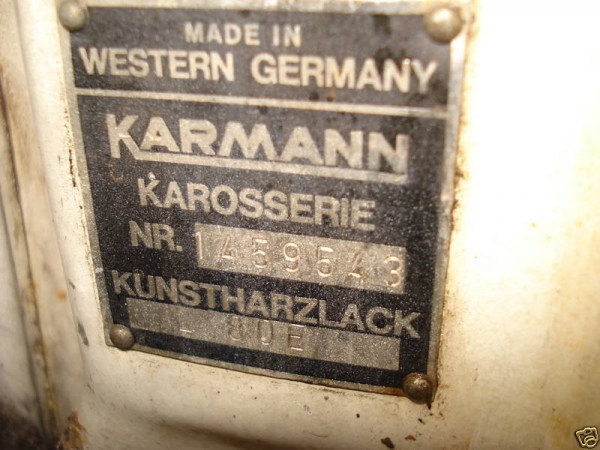 MADE IN
WESTERN GERMANY
KARMANN
KAROSSERIE
NR. 1459543
KUNSTHARZLACK
L 80E